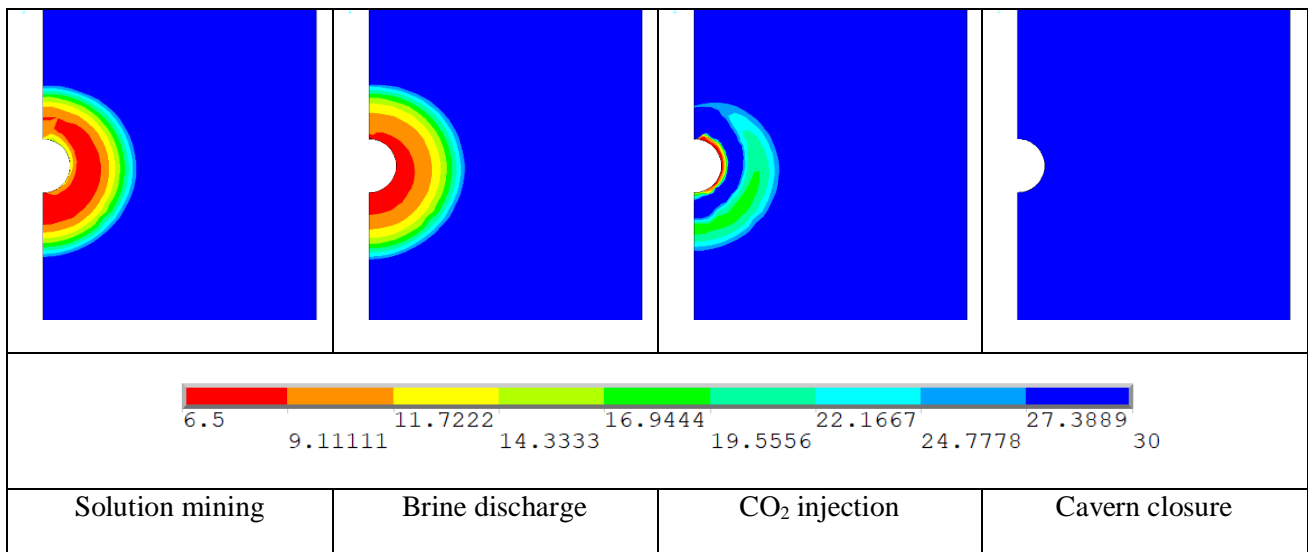 6.5 11.7222 16.9444 22.1667 27.3889
9.11111 14.3333 19.5556 24.7778 30
Solution mining Brine discharge CO₂ injection Cavern closure